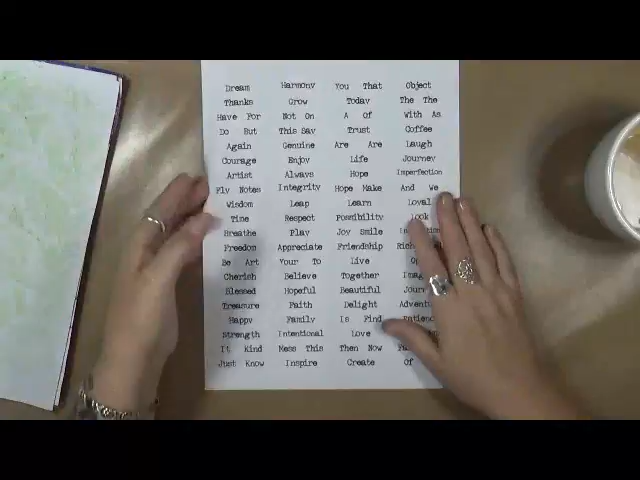 Dream Harmony You That Object
Thanks Grow Today The The
Have For Not On A Of With As
Do But This Say Trust Coffee
Again Genuine Are Are Laugh
Courage Enjoy Life Journey
Artist Always Hope Imperfection
Fly Notes Integrity Hope Make And We
Wisdom Leap Learn Loyal
Time Respect Possibility Look
Breathe Play Joy Smile
Freedom Appreciate Friendship
Be Art Your To Live
Cherish Believe Together
Blessed Hopeful Beautiful
Treasure Faith Delight
Happy Family Is Find
Strength Intentional Love
It Kind Mess This Then Now
Just Know Inspire Create Of